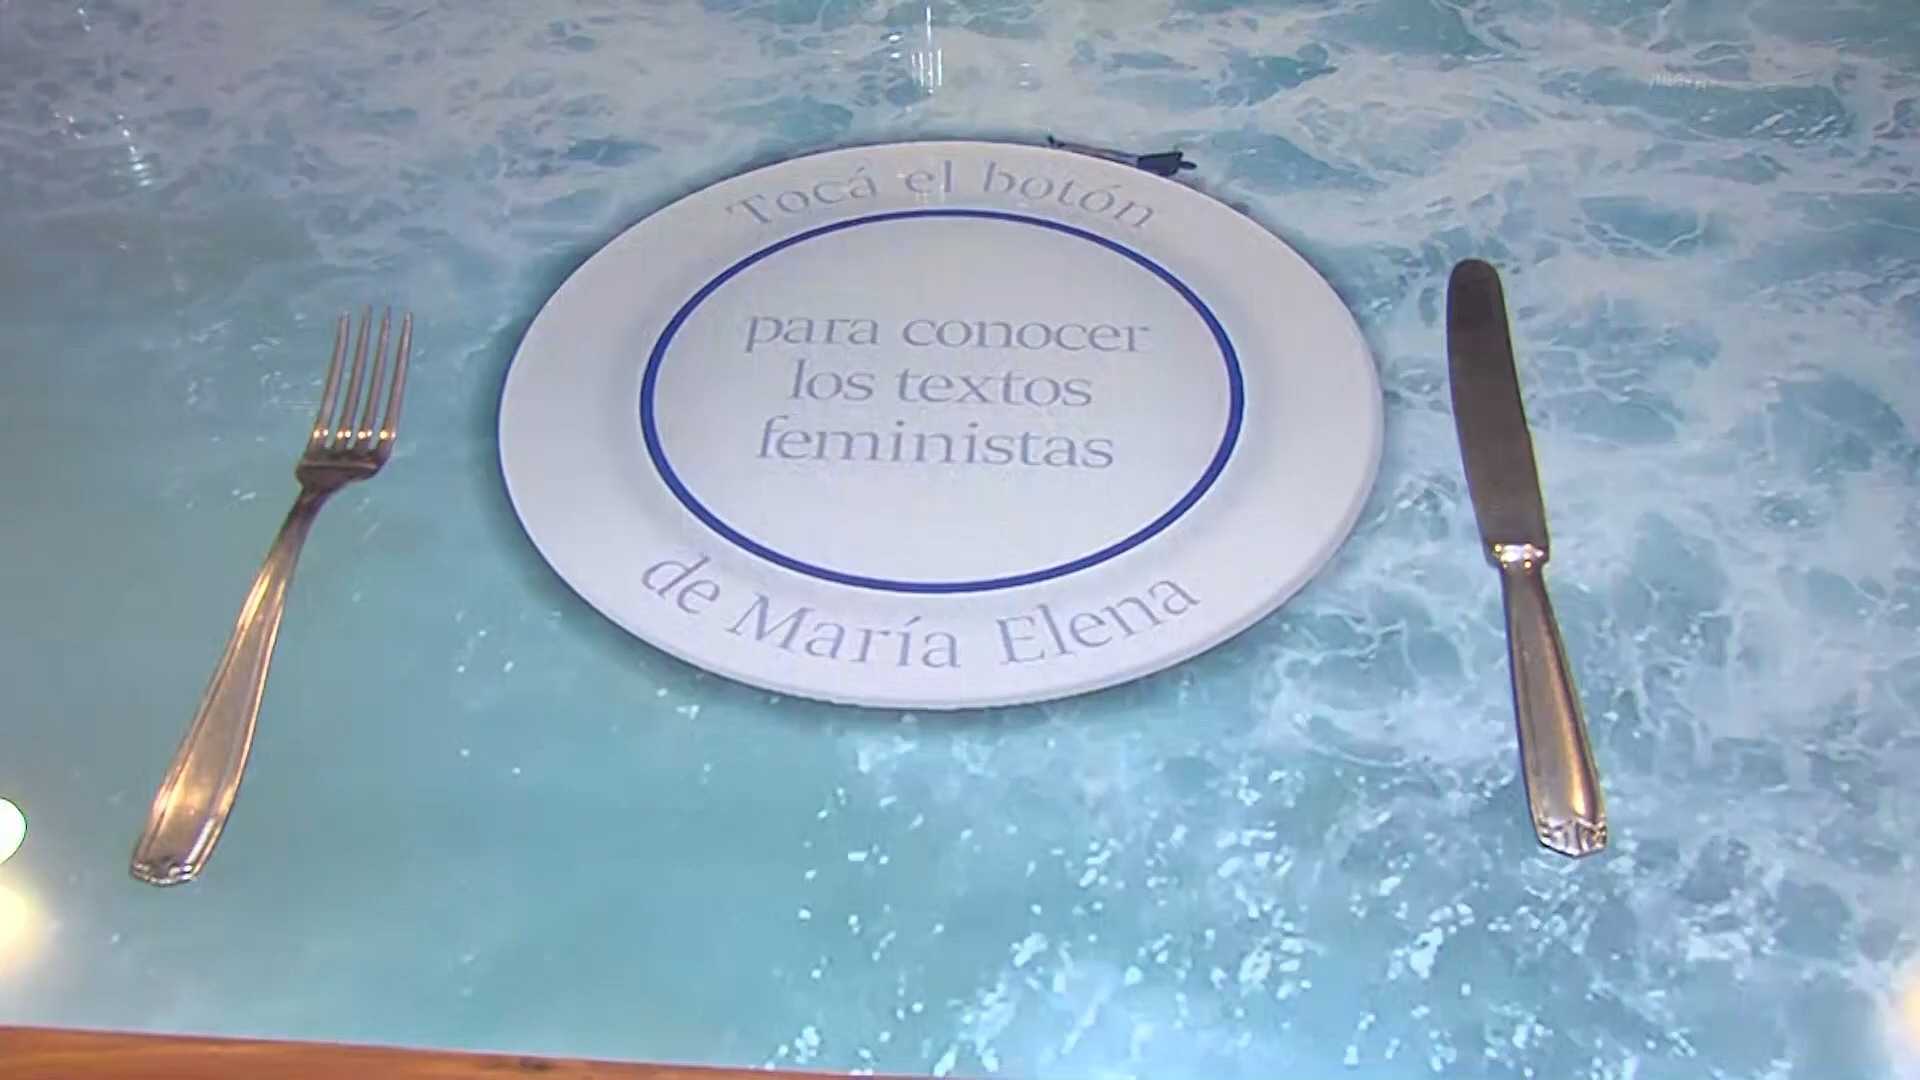 Tocá el botón
para conocer
los textos
feministas
de María Elena